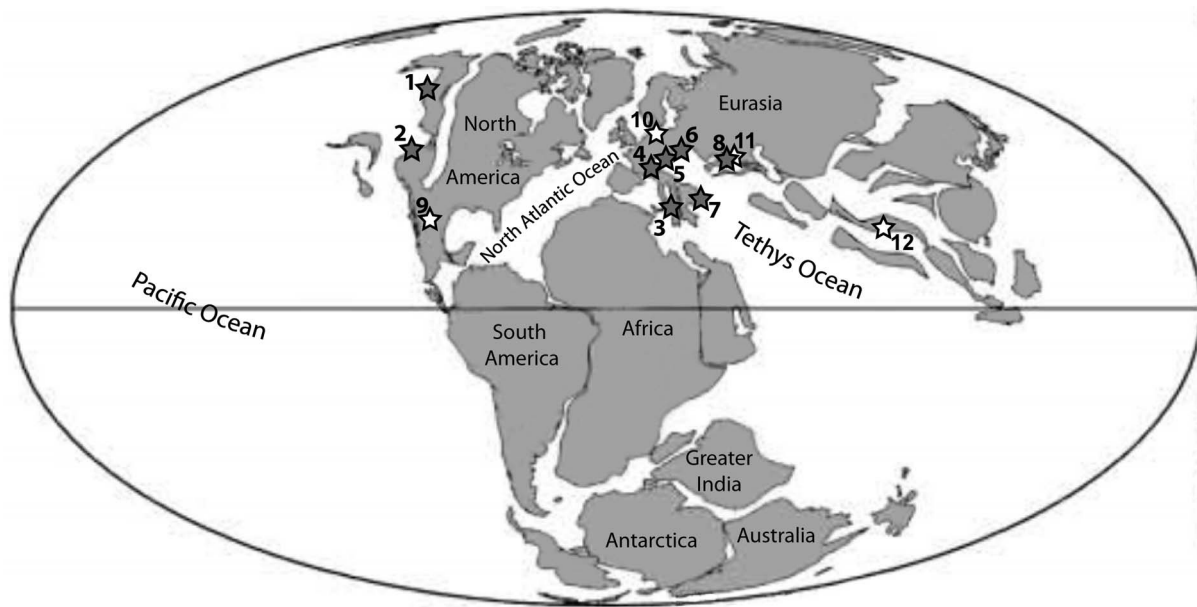 1
2
9
10
6
8 11
4
5
3
7
12
North
America
Eurasia
North Atlantic Ocean
Tethys Ocean
Pacific Ocean
South
America
Africa
Greater
India
Antarctica
Australia